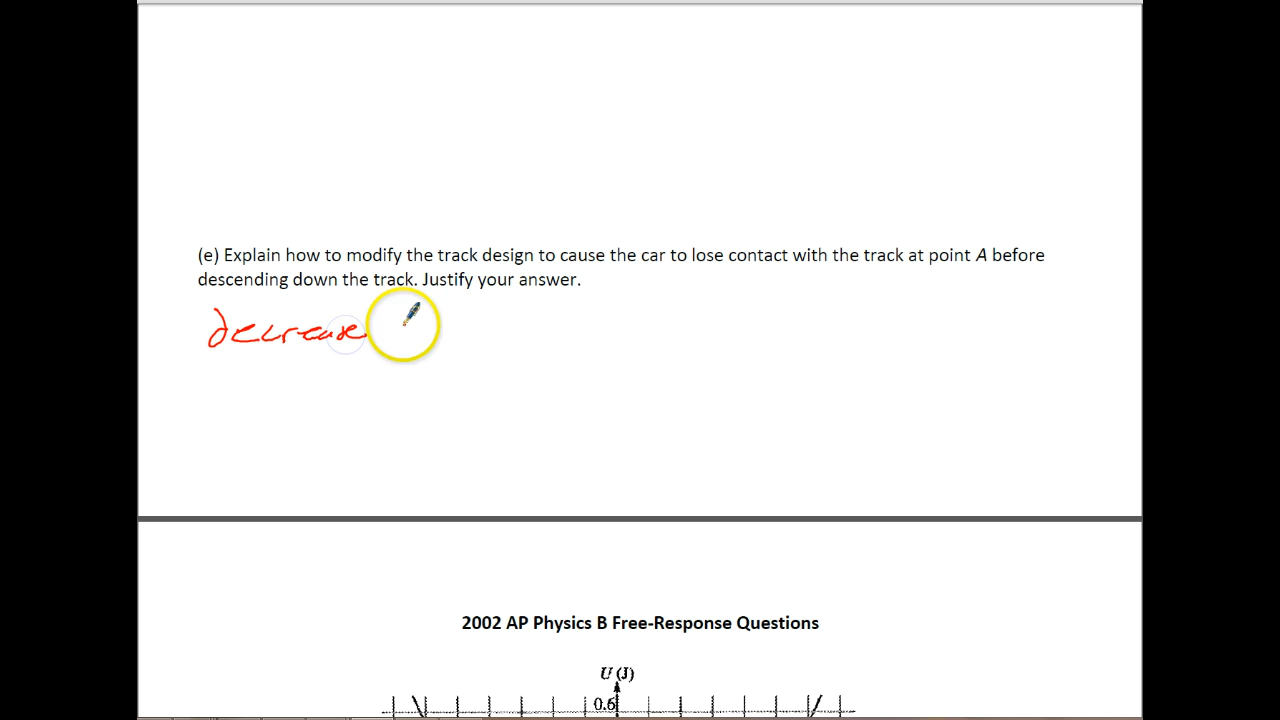 (e) Explain how to modify the track design to cause the car to lose contact with the track at point A before
descending down the track. Justify your answer.
decrease
2002 AP Physics B Free-Response Questions
U (J)
0.6